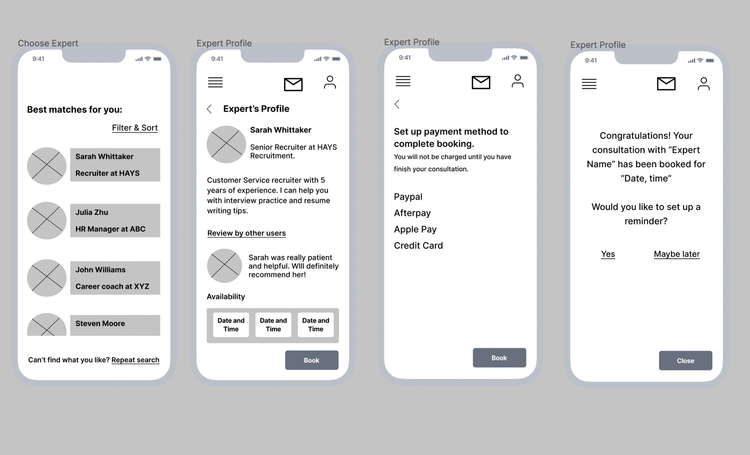 Choose Expert
9:41
Best matches for you:
Filter & Sort
Sarah Whittaker
Recruiter at HAYS
Julia Zhu
HR Manager at ABC
John Williams
Career coach at XYZ
Steven Moore
Can't find what you like? Repeat search
Expert Profile
9:41
Expert's Profile
Sarah Whittaker
Senior Recruiter at HAYS
Recruitment.
Customer Service recruiter with 5
years of experience. I can help you
with interview practice and resume
writing tips.
Review by other users
Sarah was really patient
and helpful. WIll definitely
recommend her!
Availability
Date and
Time
Date and
Time
Date and
Time
Book
Expert Profile
9:41
Set up payment method to
complete booking.
You will not be charged until you have
finish your consultation.
Paypal
Afterpay
Apple Pay
Credit Card
Book
Expert Profile
9:41
Congratulations! Your
consultation with "Expert
Name" has been booked for
"Date, time"
Would you like to set up a
reminder?
Yes
Maybe later
Close